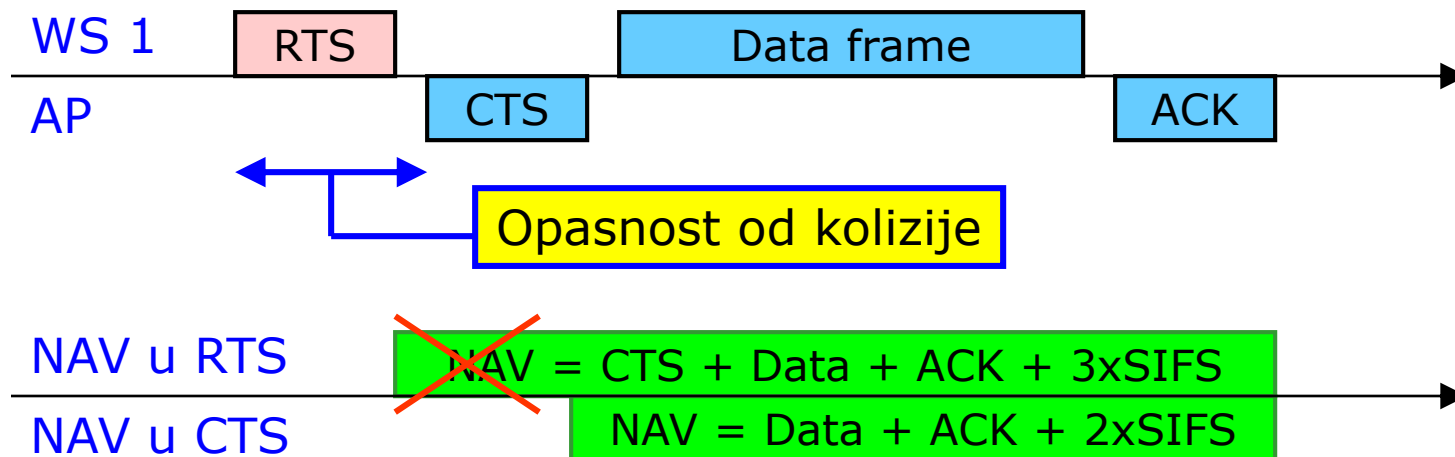 WS 1
RTS
Data frame
AP
CTS
ACK
Opasnost od kolizije
NAV u RTS
NAV = CTS + Data + ACK + 3xSIFS
NAV u CTS
NAV = Data + ACK + 2xSIFS